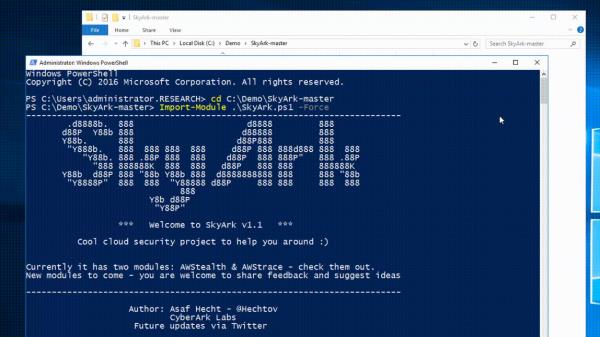 SkyArk-master
File Home Share View
This PC > Local Disk (C:) > Demo > SkyArk-master
Search SkyArk-master
Administrator: Windows PowerShell
Windows PowerShell
Copyright (C) 2016 Microsoft Corporation. All rights reserved.
PS C:\Users\administrator.RESEARCH> cd C:\Demo\SkyArk-master
PS C:\Demo\SkyArk-master> Import-Module .\SkyArk.ps1 -Force
SkyArk
*** Welcome to SkyArk v1.1 ***
Cool cloud security project to help you around :)
Currently it has two modules: AWStealth & AWStrace - check them out.
New modules to come - you are welcome to share feedback and suggest ideas
Author: Asaf Hecht - @Hechtov
CyberArk Labs
Future updates via Twitter